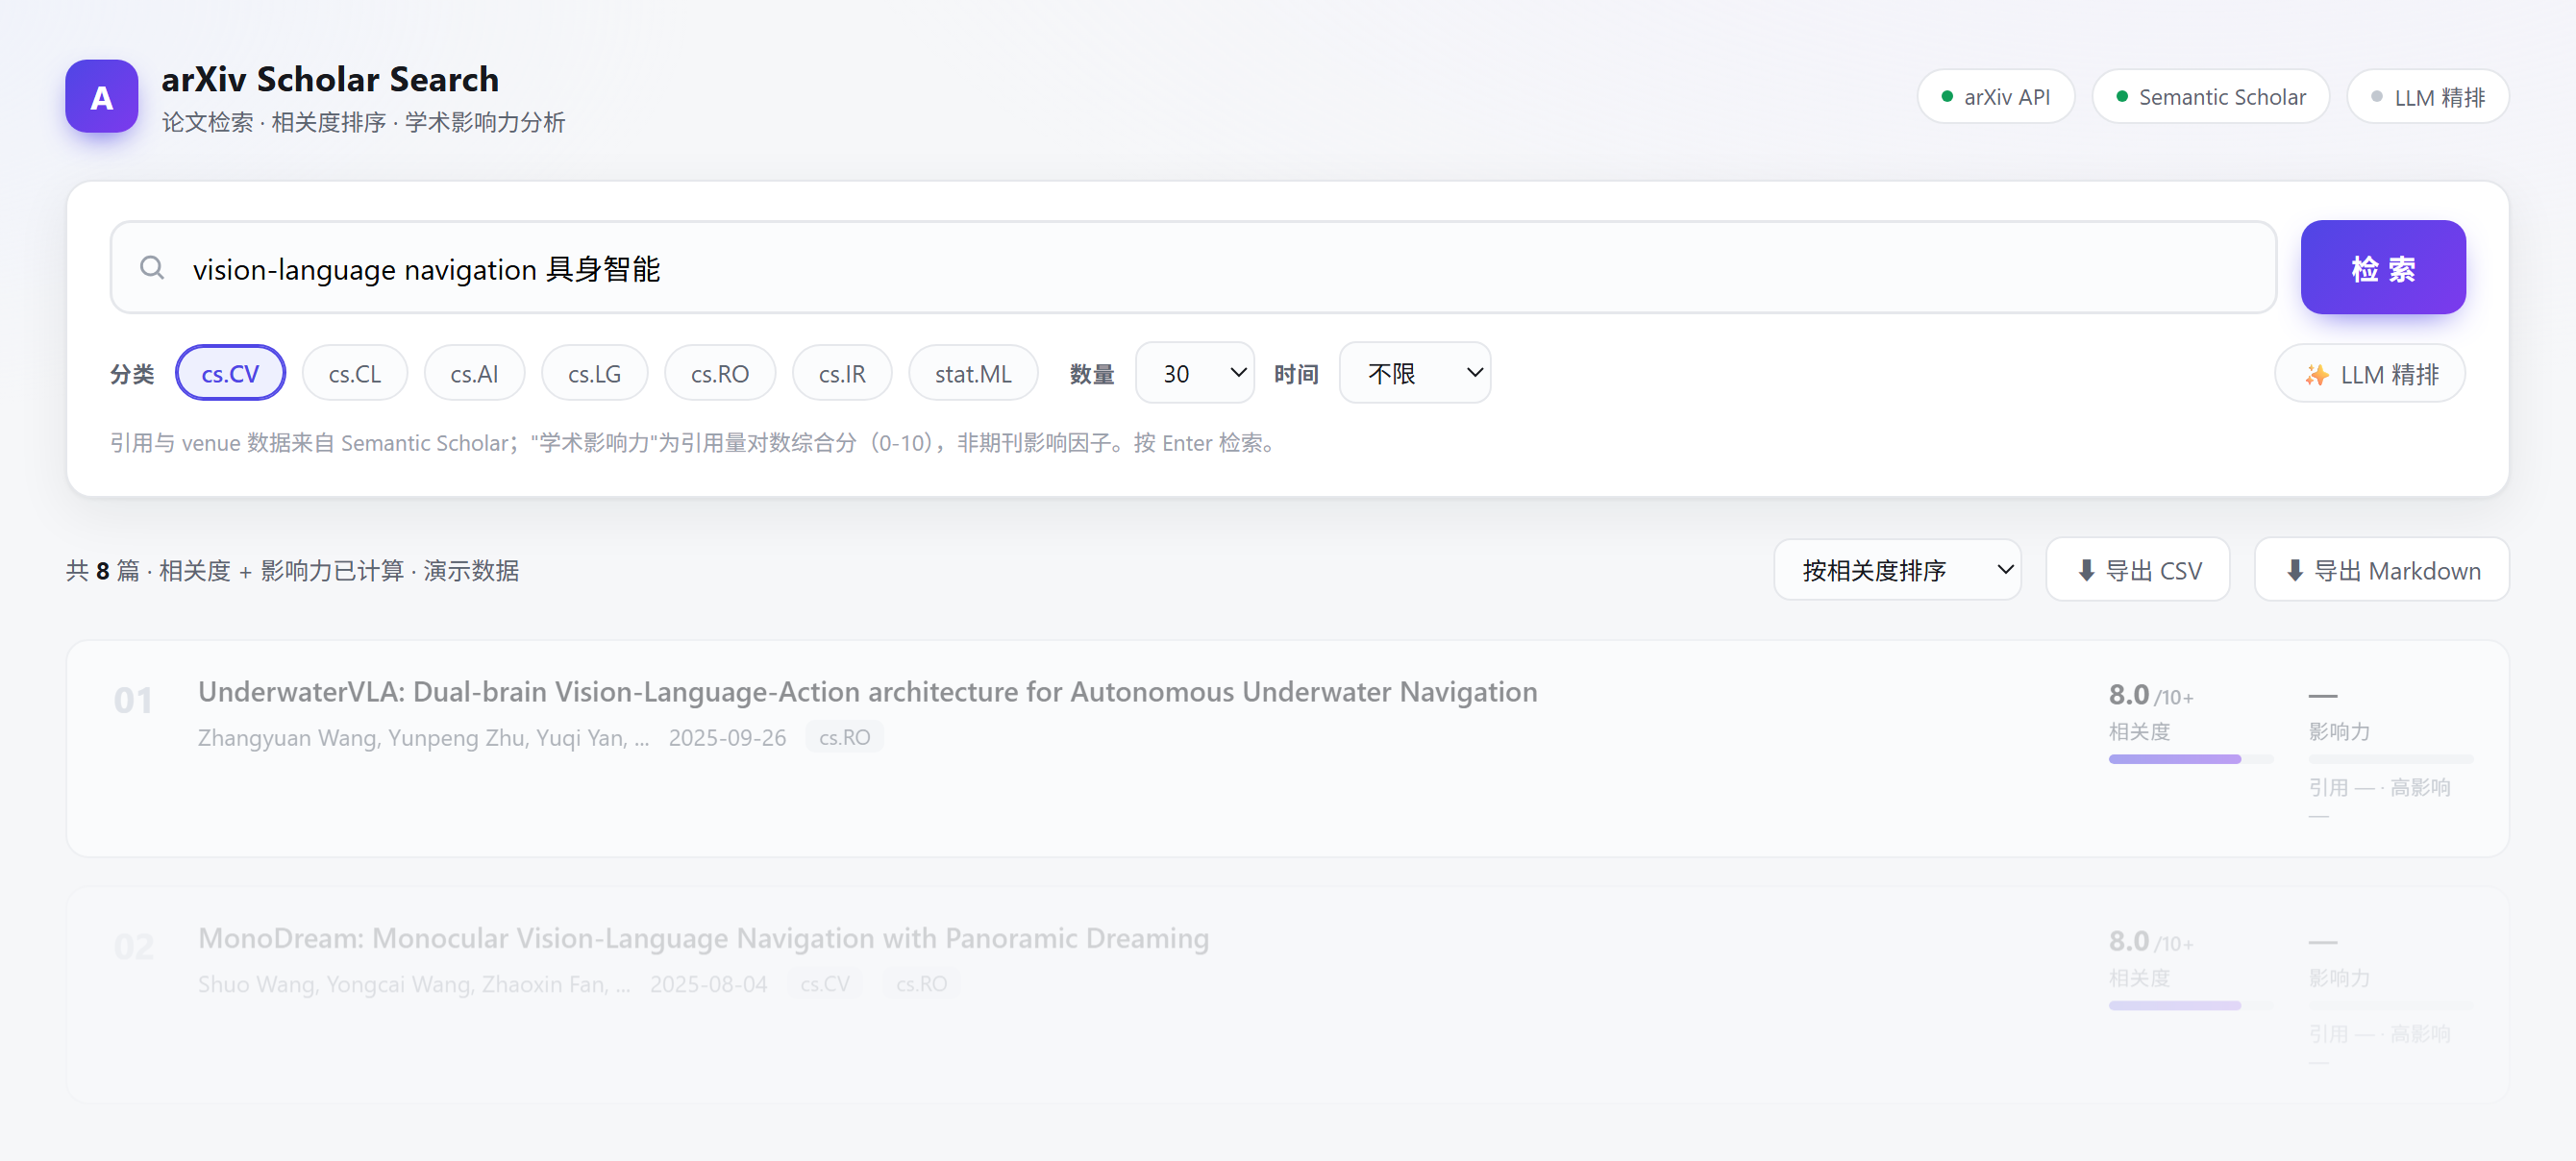 A
arXiv Scholar Search
论文检索 · 相关度排序 · 学术影响力分析
arXiv API
Semantic Scholar
LLM 精排
vision-language navigation 具身智能
检 索
分类 cs.CV cs.CL cs.AI cs.LG cs.RO cs.IR stat.ML 数量 30 时间 不限
✨ LLM 精排
引用与 venue 数据来自 Semantic Scholar；"学术影响力"为引用量对数综合分（0-10），非期刊影响因子。按 Enter 检索。
共 8 篇 · 相关度 + 影响力已计算 · 演示数据
按相关度排序
⬇ 导出 CSV
⬇ 导出 Markdown
01
UnderwaterVLA: Dual-brain Vision-Language-Action architecture for Autonomous Underwater Navigation
Zhangyuan Wang, Yunpeng Zhu, Yuqi Yan, ... 2025-09-26 cs.RO
8.0 /10+
相关度
—
影响力
引用 — · 高影响
—
02
MonoDream: Monocular Vision-Language Navigation with Panoramic Dreaming
Shuo Wang, Yongcai Wang, Zhaoxin Fan, ... 2025-08-04 cs.CV cs.RO
8.0 /10+
相关度
—
影响力
引用 — · 高影响
—